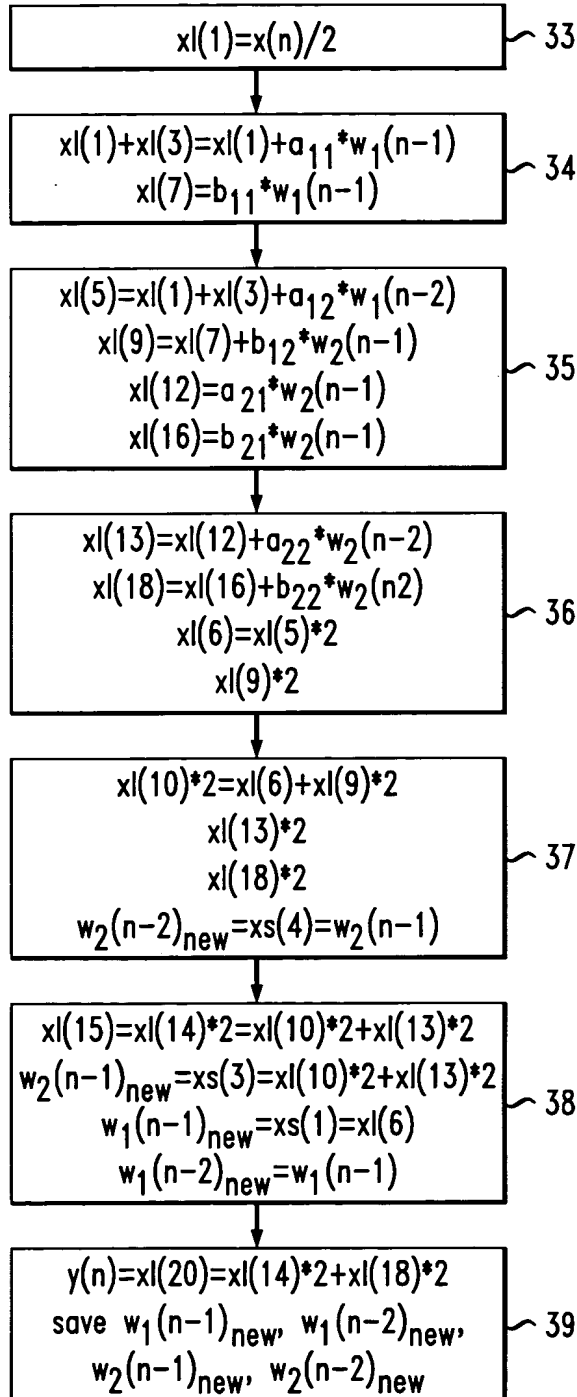 xl(1)=x(n)/2
33
xl(1)+xl(3)=xl(1)+a₁₁*w₁(n-1)
xl(7)=b₁₁*w₁(n-1)
34
xl(5)=xl(1)+xl(3)+a₁₂*w₁(n-2)
xl(9)=xl(7)+b₁₂*w₂(n-1)
xl(12)=a₂₁*w₂(n-1)
xl(16)=b₂₁*w₂(n-1)
35
xl(13)=xl(12)+a₂₂*w₂(n-2)
xl(18)=xl(16)+b₂₂*w₂(n2)
xl(6)=xl(5)*2
xl(9)*2
36
xl(10)*2=xl(6)+xl(9)*2
xl(13)*2
xl(18)*2
w₂(n-2)new=xs(4)=w₂(n-1)
37
xl(15)=xl(14)*2=xl(10)*2+xl(13)*2
w₂(n-1)new=xs(3)=xl(10)*2+xl(13)*2
w₁(n-1)new=xs(1)=xl(6)
w₁(n-2)new=w₁(n-1)
38
y(n)=xl(20)=xl(14)*2+xl(18)*2
save w₁(n-1)new, w₁(n-2)new,
w₂(n-1)new, w₂(n-2)new
39